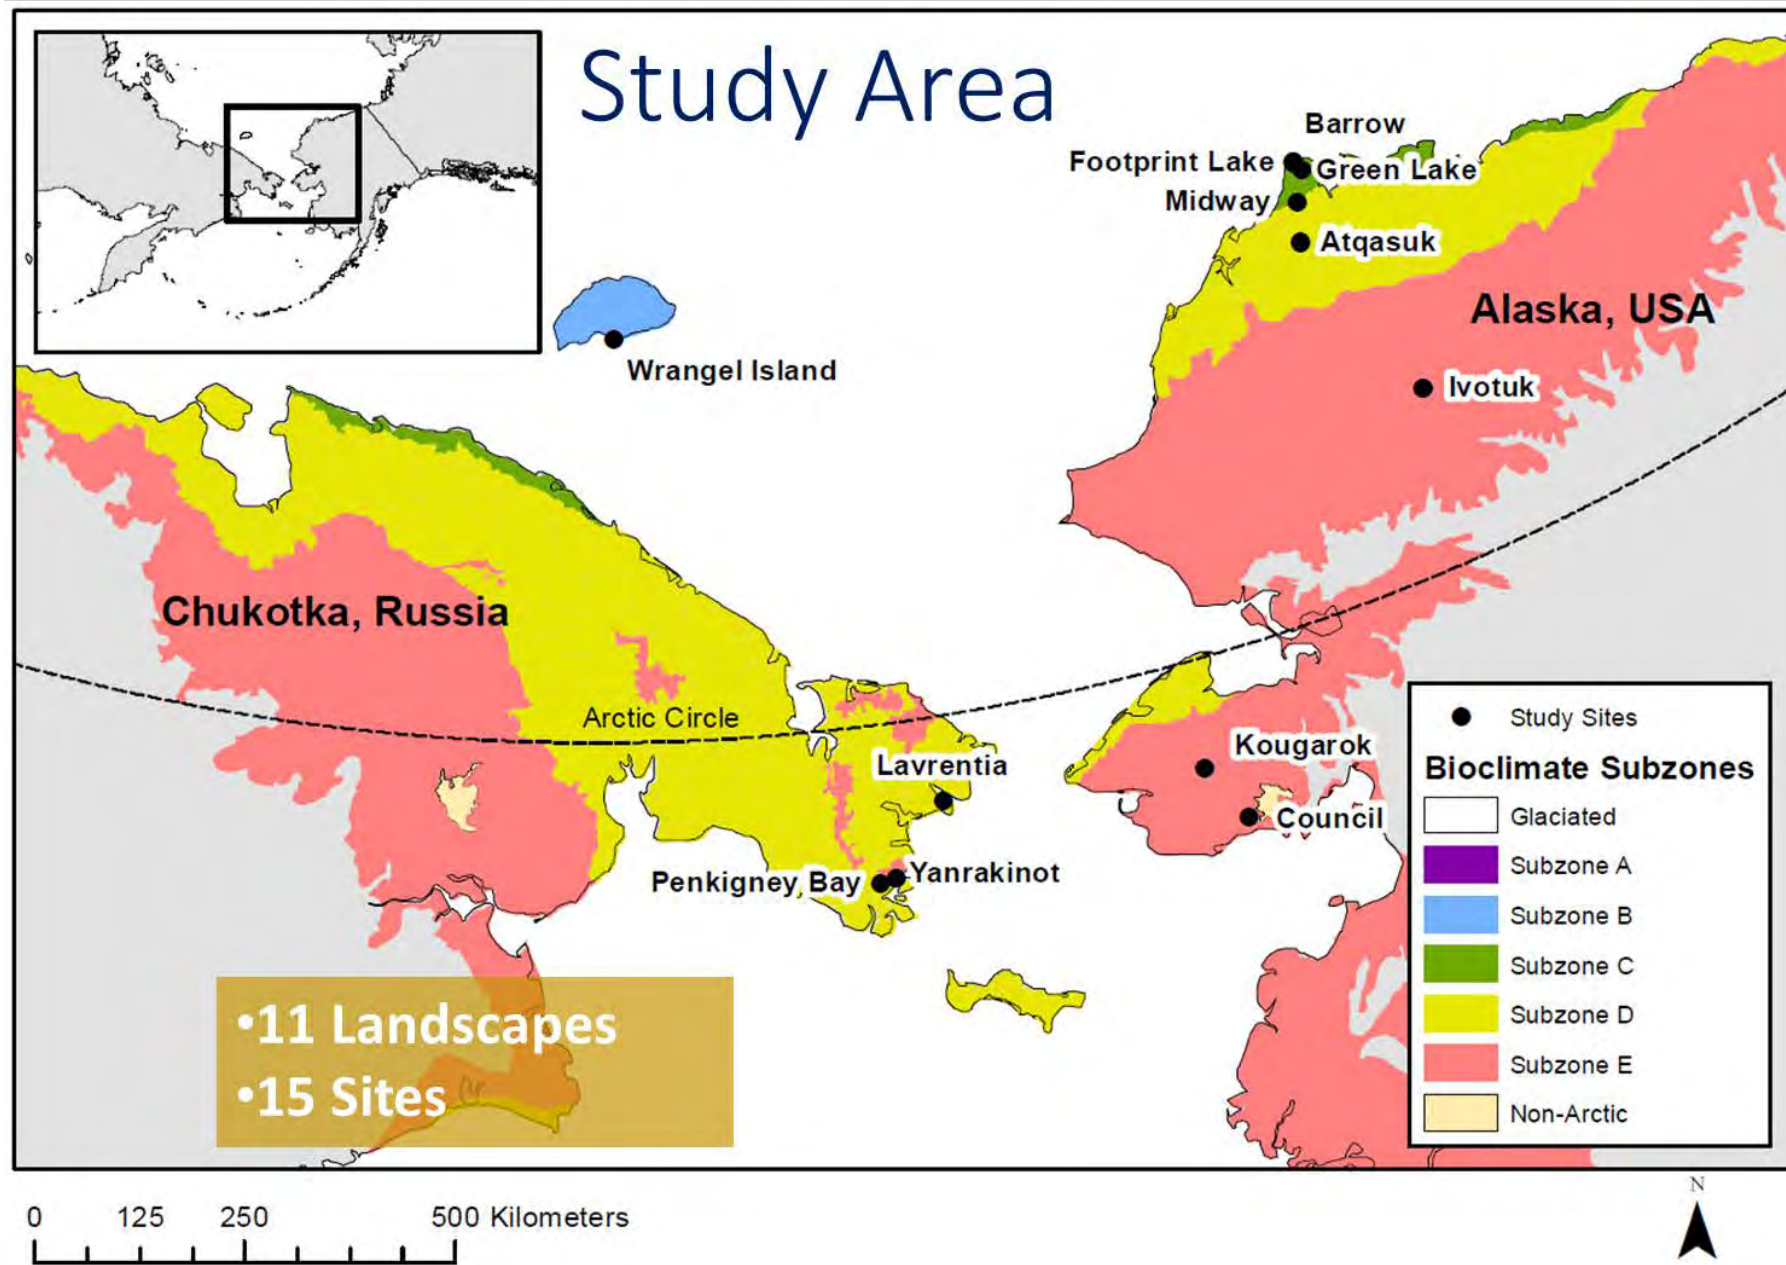 Study Area
Barrow
Footprint Lake
Green Lake
Midway
Atqasuk
Alaska, USA
Wrangel Island
Ivotuk
Chukotka, Russia
Arctic Circle
Lavrentia
Kougarok
Council
Penkigney Bay
Yanrakinot
•11 Landscapes
•15 Sites
Study Sites
Bioclimate Subzones
Glaciated
Subzone A
Subzone B
Subzone C
Subzone D
Subzone E
Non-Arctic
0 125 250 500 Kilometers
N